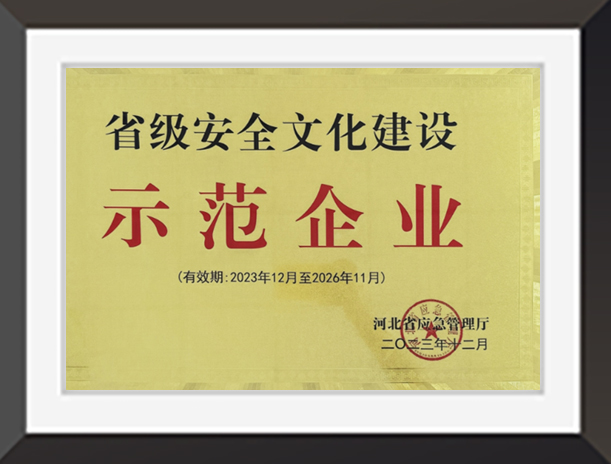 省级安全文化建设
示范企业
(有效期:2023年12月至2026年11月)
河北省应急管理厅
二〇二三年十二月